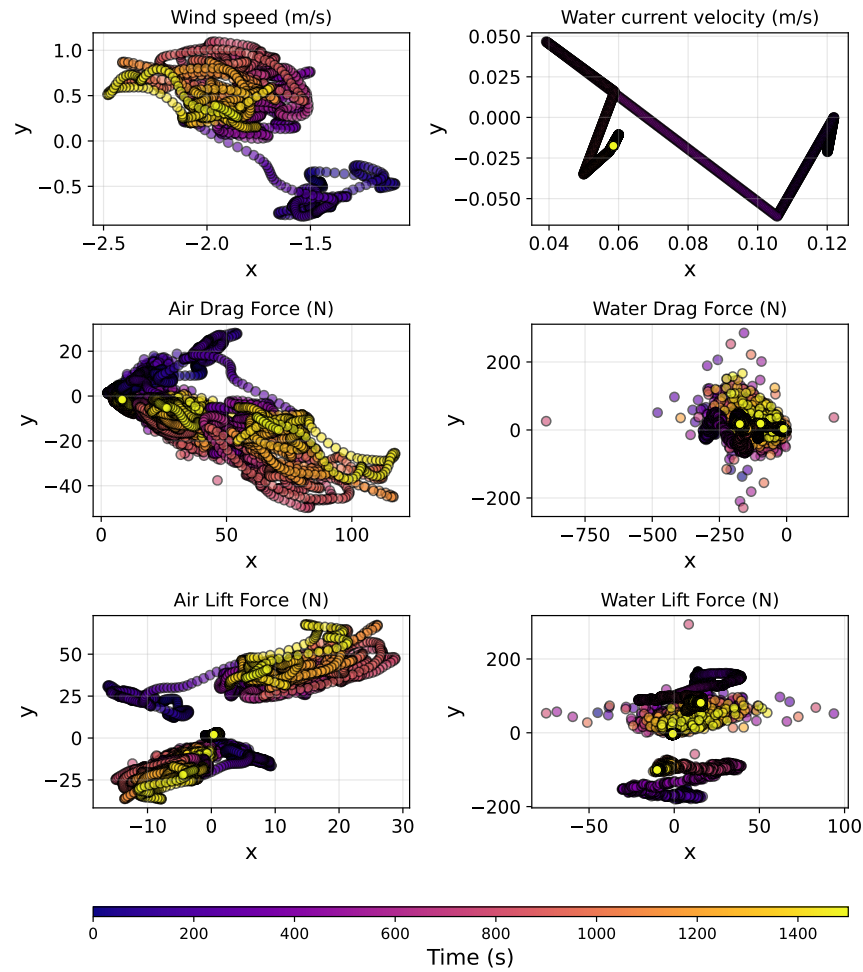 Wind speed (m/s)
Water current velocity (m/s)
1.0
0.5
0.0
−0.5
y
−2.5
−2.0
−1.5
x
0.050
0.025
0.000
−0.025
−0.050
y
0.04
0.06
0.08
0.10
0.12
x
Air Drag Force (N)
Water Drag Force (N)
20
0
−20
−40
y
0
50
100
x
200
0
−200
y
−750
−500
−250
0
x
Air Lift Force  (N)
Water Lift Force (N)
50
25
0
−25
y
−10
0
10
20
30
x
200
0
−200
y
−50
0
50
100
x
0
200
400
600
800
1000
1200
1400
Time (s)